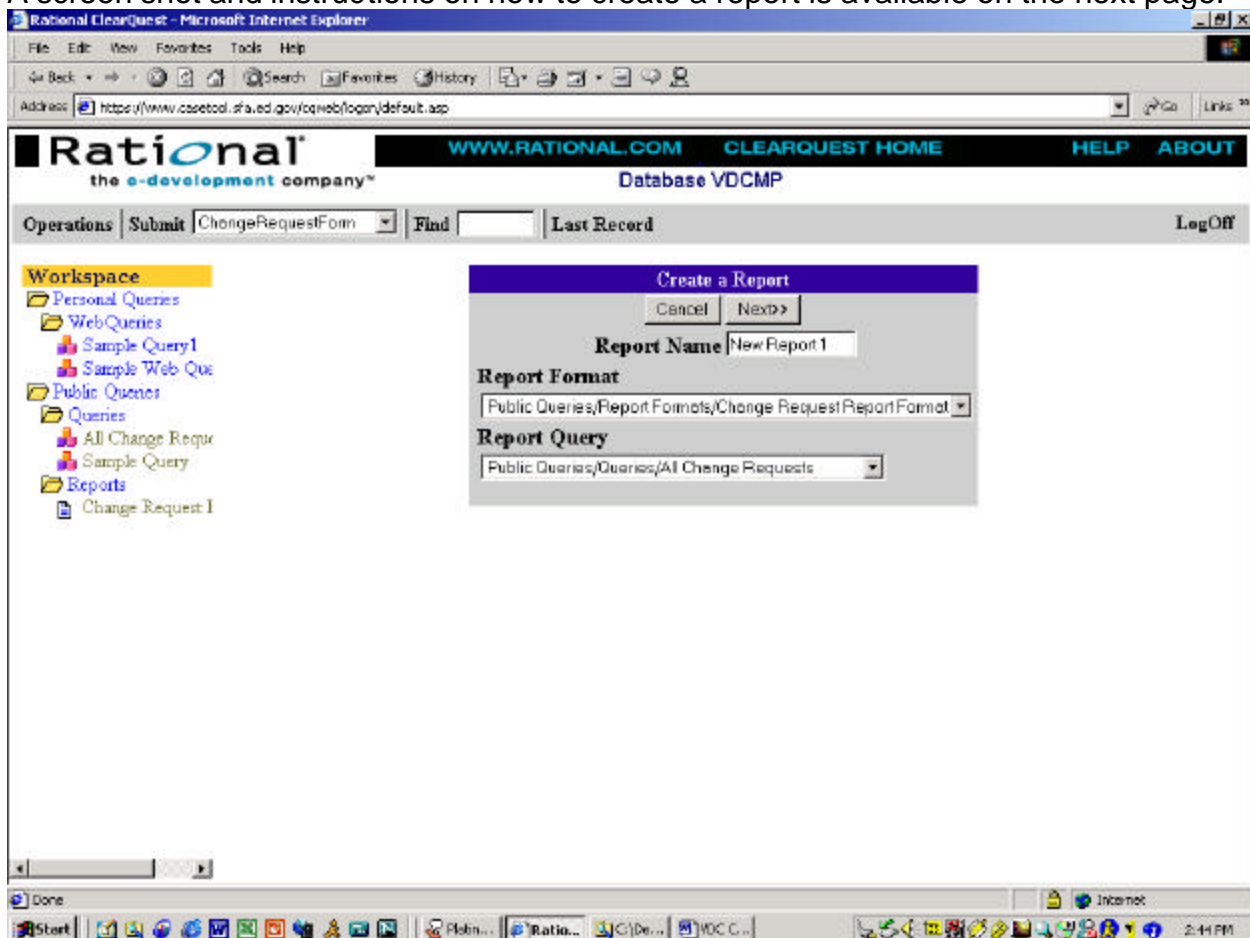 A screen shot and instructions on how to create a report is available on the next page.
Rational ClearQuest - Microsoft Internet Explorer
File Edit View Favorites Tools Help
Back Search Favorites History
Address https://www.casetool.sfa.ed.gov/cqweb/logon/default.asp Go Links »
Rational
the e-development company
WWW.RATIONAL.COM CLEARQUEST HOME HELP ABOUT
Database VDCMP
Operations Submit ChangeRequestForm Find Last Record LogOff
Workspace
Personal Queries
WebQueries
Sample Query1
Sample Web Que
Public Queries
Queries
All Change Reque
Sample Query
Reports
Change Request
Create a Report
Cancel Next>>
Report Name New Report 1
Report Format
Public Queries/Report Formats/Change Request Report Format
Report Query
Public Queries/Queries/All Change Requests
Done Internet
Start Platin... Ratio... C:\De... VDC C... 2:44 PM